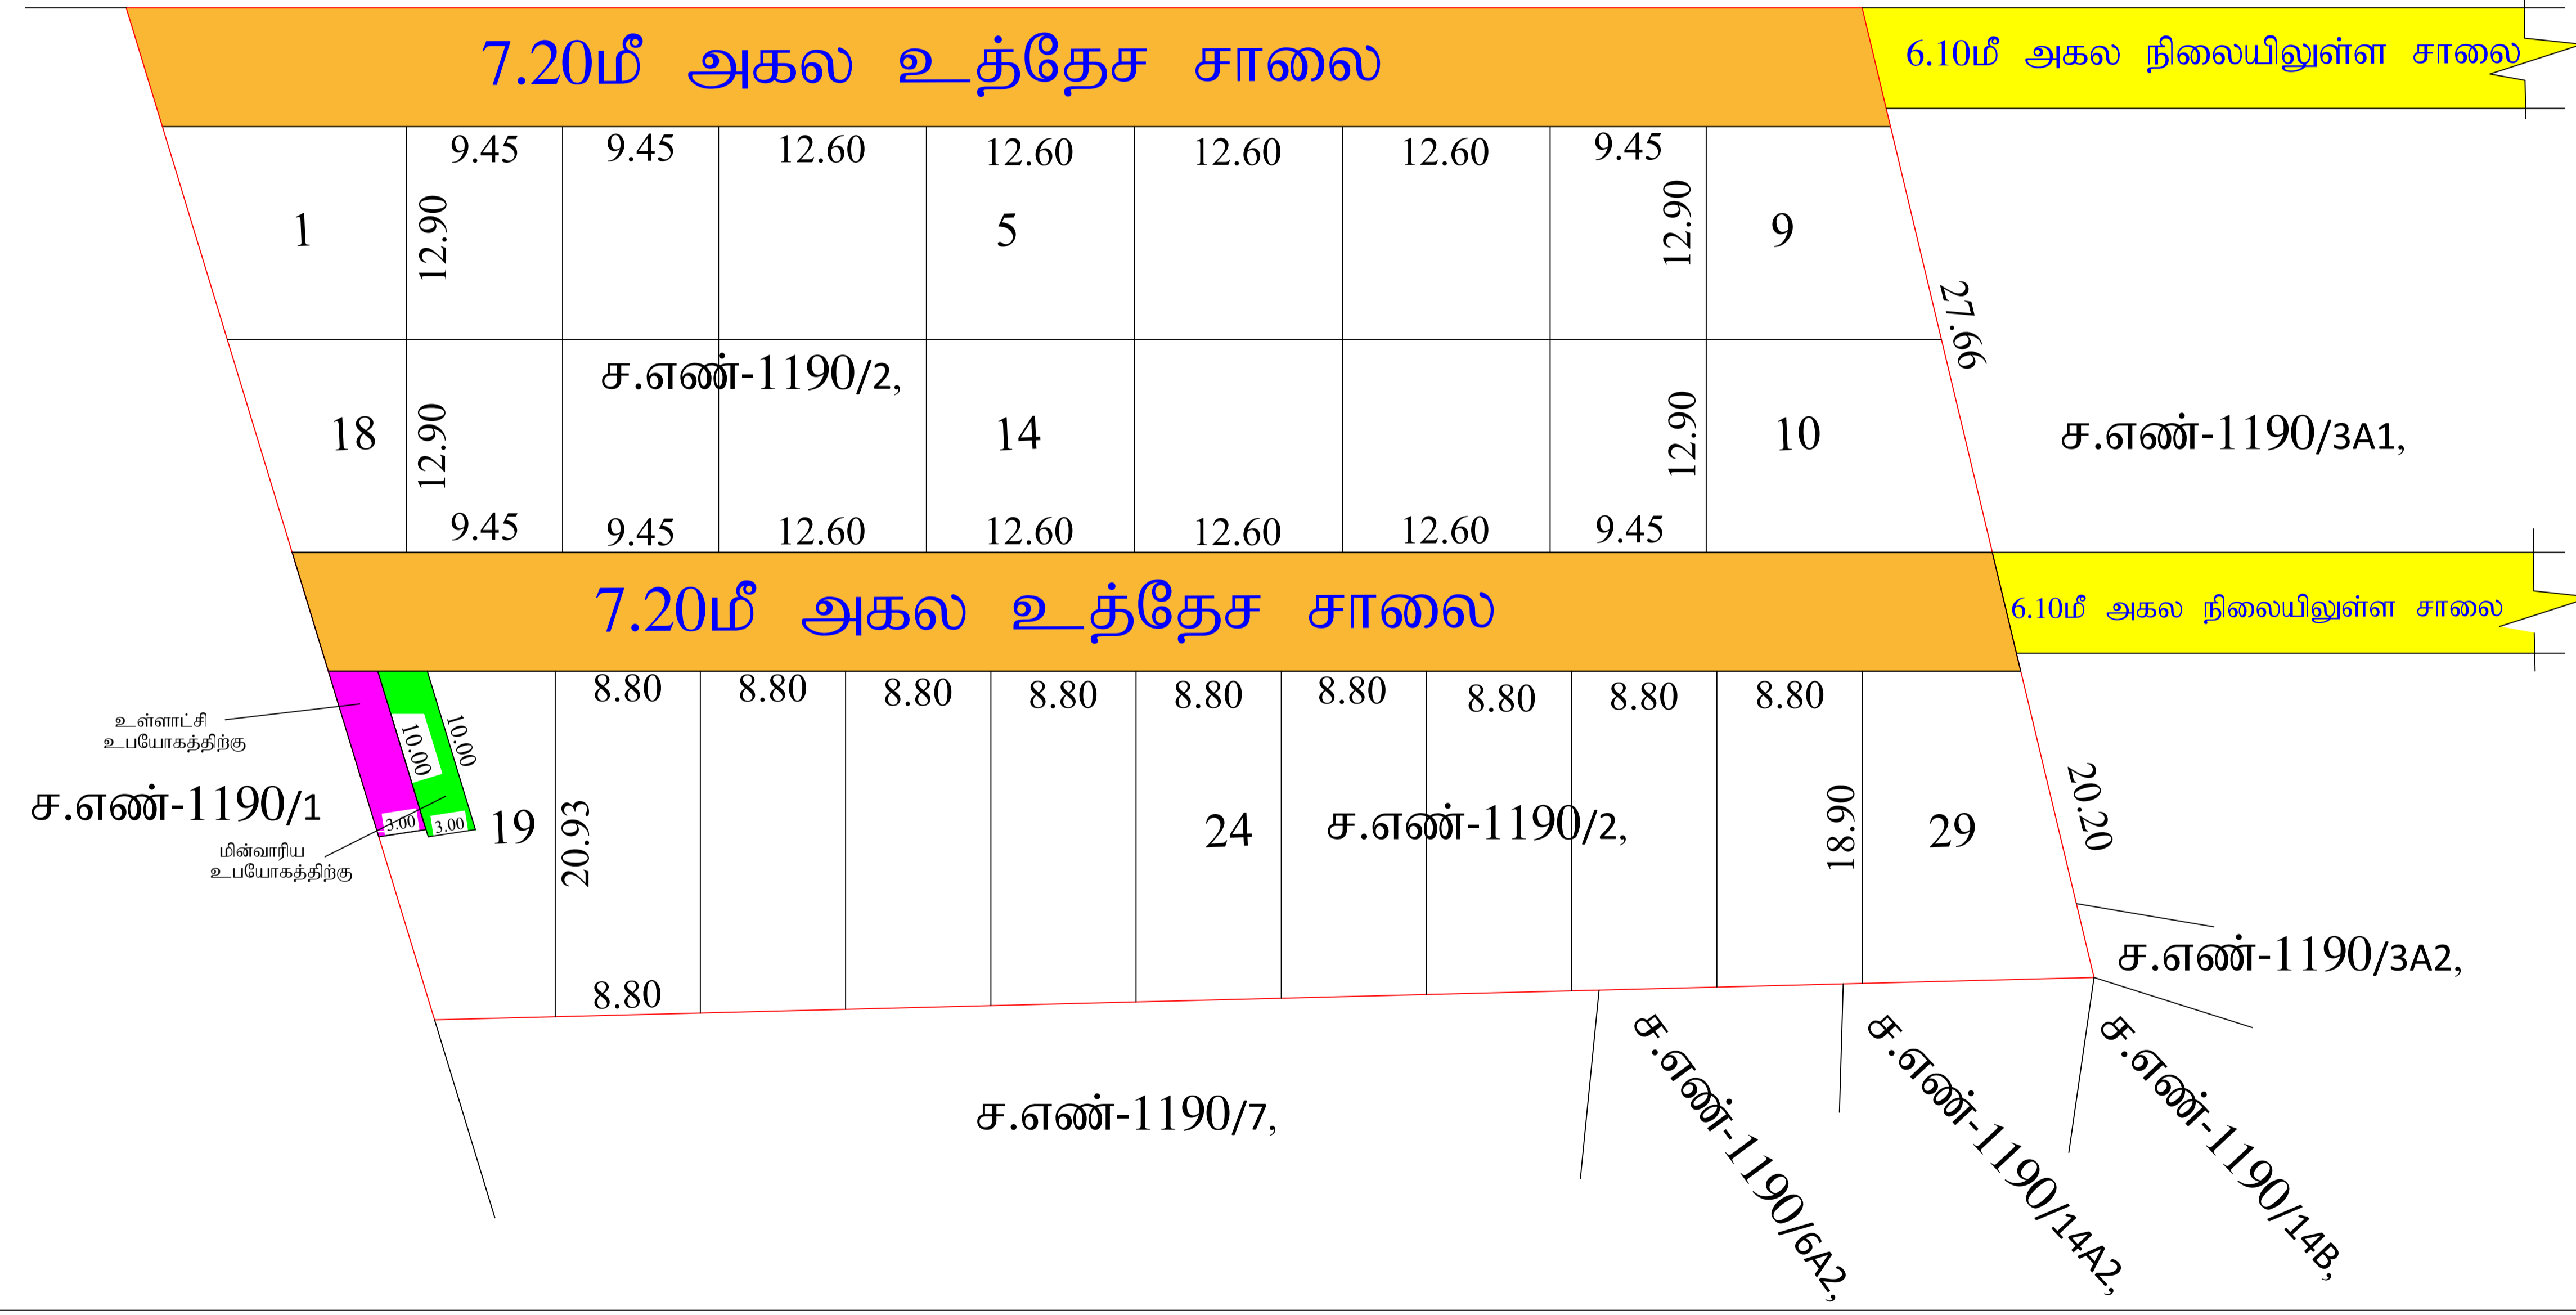 7.20மீ அகல உத்தேச சாலை
6.10மீ அகல நிலையிலுள்ள சாலை
9.45 9.45 12.60 12.60 12.60 12.60 9.45
1 12.90 5 12.90 9
27.66
ச.எண்-1190/2,
18 12.90 14 12.90 10
ச.எண்-1190/3A1,
9.45 9.45 12.60 12.60 12.60 12.60 9.45
7.20மீ அகல உத்தேச சாலை
6.10மீ அகல நிலையிலுள்ள சாலை
8.80 8.80 8.80 8.80 8.80 8.80 8.80 8.80 8.80
உள்ளாட்சி
உபயோகத்திற்கு
10.00 10.00
ச.எண்-1190/1
3.00 3.00
19 20.93 24 ச.எண்-1190/2, 18.90 29 20.20
மின்வாரிய
உபயோகத்திற்கு
ச.எண்-1190/3A2,
8.80
ச.எண்-1190/7,
ச.எண்-1190/6A2,
ச.எண்-1190/14A2,
ச.எண்-1190/14B,